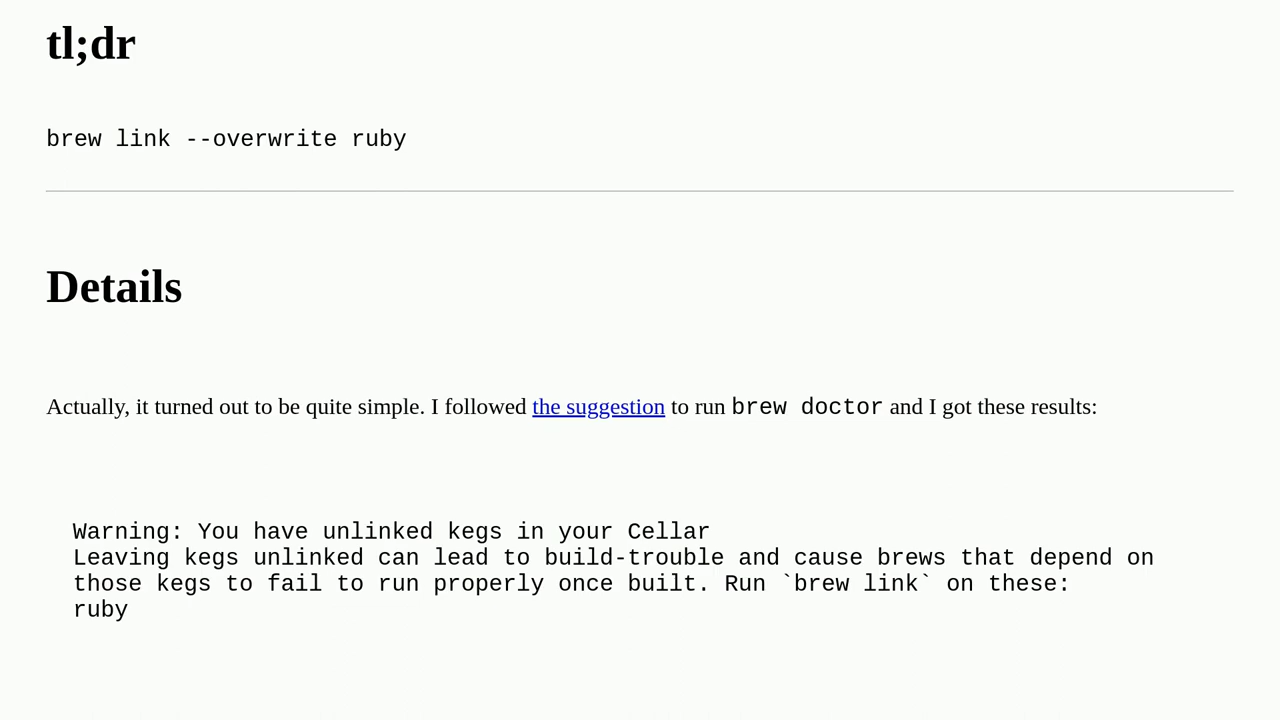 tl;dr
brew link --overwrite ruby
Details
Actually, it turned out to be quite simple. I followed the suggestion to run brew doctor and I got these results:
Warning: You have unlinked kegs in your Cellar
Leaving kegs unlinked can lead to build-trouble and cause brews that depend on
those kegs to fail to run properly once built. Run `brew link` on these:
ruby